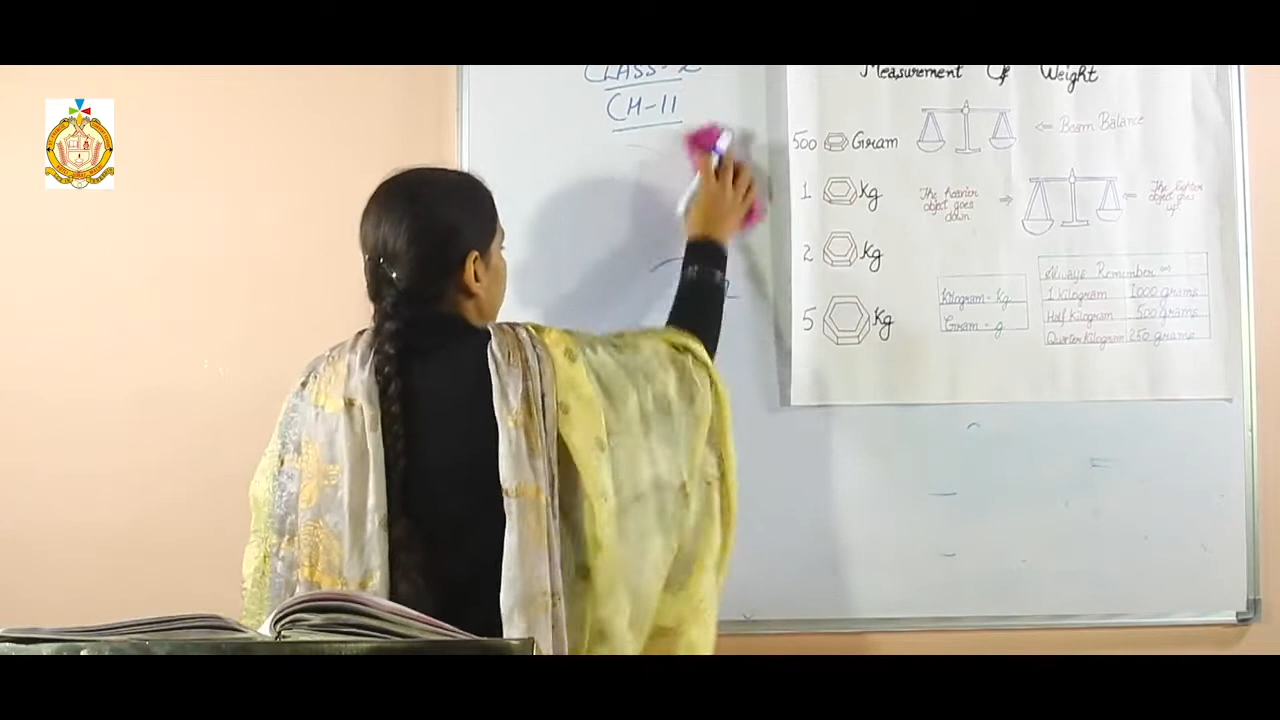 CLASS-2
CH-11
Measurement Of Weight
500 Gram
<= Beam Balance
1 Kg
The heavier
object goes
down
The lighter
object goes
up
2 Kg
5 Kg
Kilogram - Kg
Gram - g
Always Remember
1 Kilogram 1000 grams
Half Kilogram 500 grams
Quarter Kilogram 250 grams